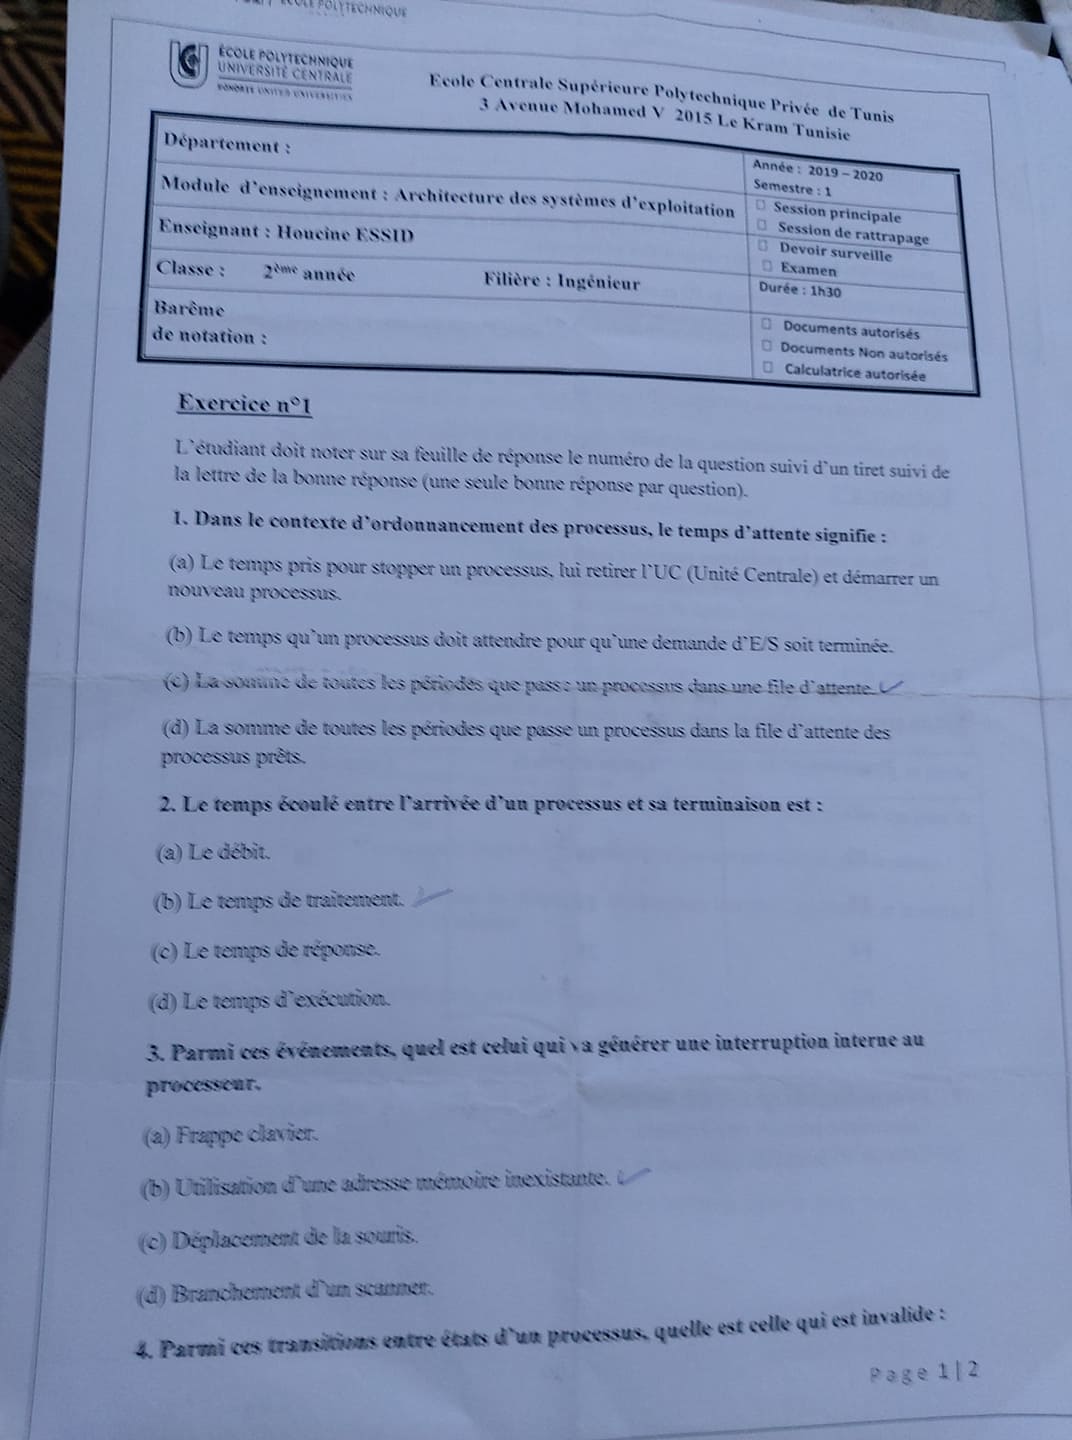 ÉCOLE POLYTECHNIQUE
ÉCOLE POLYTECHNIQUE
UNIVERSITÉ CENTRALE
HONORIS UNITED UNIVERSITIES
Ecole Centrale Supérieure Polytechnique Privée de Tunis
3 Avenue Mohamed V 2015 Le Kram Tunisie
Département :
Année : 2019 – 2020
Semestre : 1
Module d'enseignement : Architecture des systèmes d'exploitation
□ Session principale
□ Session de rattrapage
Enseignant : Houcine ESSID
□ Devoir surveille
□ Examen
Classe : 2ème année Filière : Ingénieur
Durée : 1h30
Barême
de notation :
□ Documents autorisés
□ Documents Non autorisés
□ Calculatrice autorisée
Exercice n°1
L'étudiant doit noter sur sa feuille de réponse le numéro de la question suivi d'un tiret suivi de
la lettre de la bonne réponse (une seule bonne réponse par question).
1. Dans le contexte d'ordonnancement des processus, le temps d'attente signifie :
(a) Le temps pris pour stopper un processus, lui retirer l'UC (Unité Centrale) et démarrer un
nouveau processus.
(b) Le temps qu'un processus doit attendre pour qu'une demande d'E/S soit terminée.
(c) La somme de toutes les périodes que passe un processus dans une file d'attente.
(d) La somme de toutes les périodes que passe un processus dans la file d'attente des
processus prêts.
2. Le temps écoulé entre l'arrivée d'un processus et sa terminaison est :
(a) Le débit.
(b) Le temps de traitement.
(c) Le temps de réponse.
(d) Le temps d'exécution.
3. Parmi ces événements, quel est celui qui va générer une interruption interne au
processeur.
(a) Frappe clavier.
(b) Utilisation d'une adresse mémoire inexistante.
(c) Déplacement de la souris.
(d) Branchement d'un scanner.
4. Parmi ces transitions entre états d'un processus, quelle est celle qui est invalide :
Page 1|2